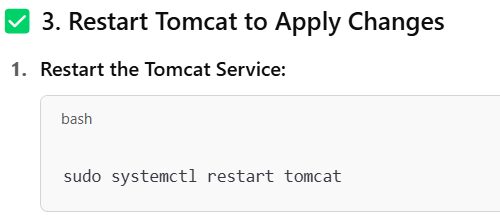 ✅ 3. Restart Tomcat to Apply Changes
1. Restart the Tomcat Service:
bash
sudo systemctl restart tomcat